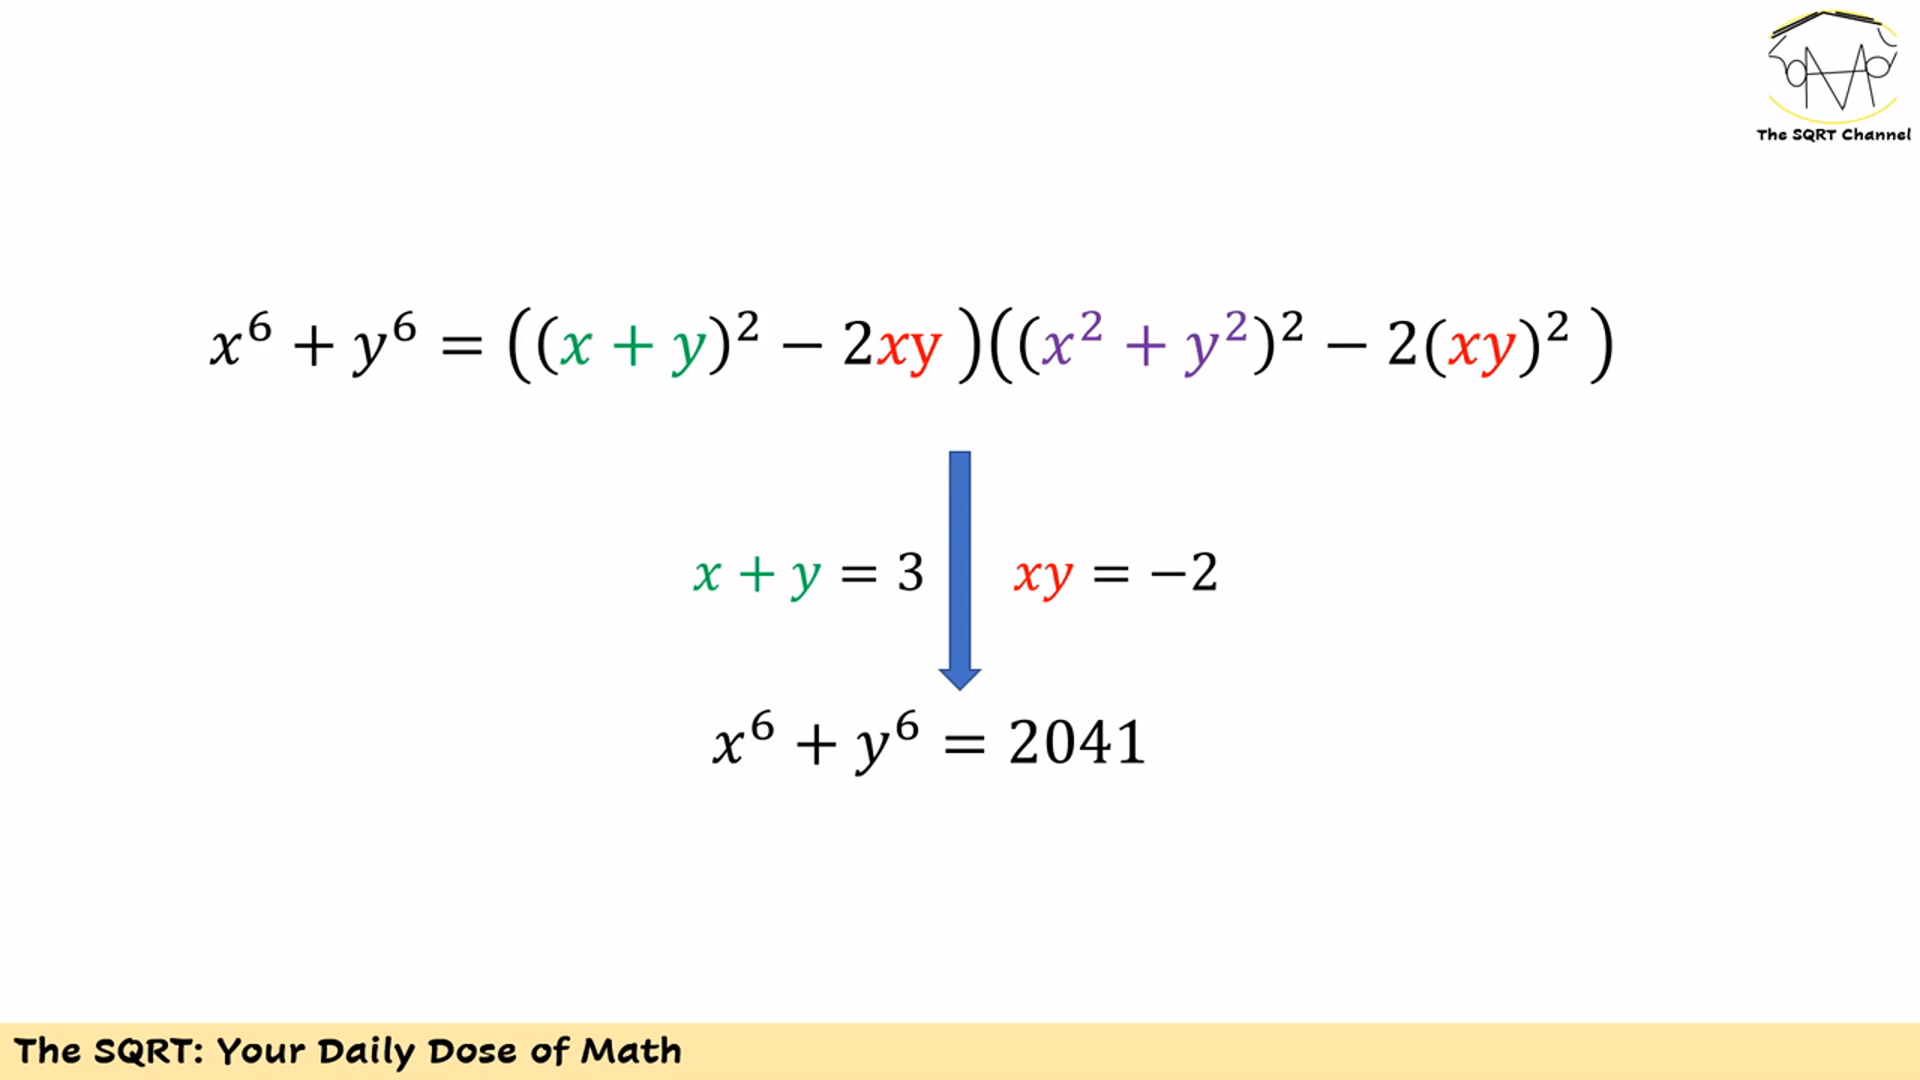 The SQRT Channel
x⁶ + y⁶ = ((x + y)² − 2xy )((x² + y²)² − 2(xy)² )
x + y = 3 xy = −2
x⁶ + y⁶ = 2041
The SQRT: Your Daily Dose of Math